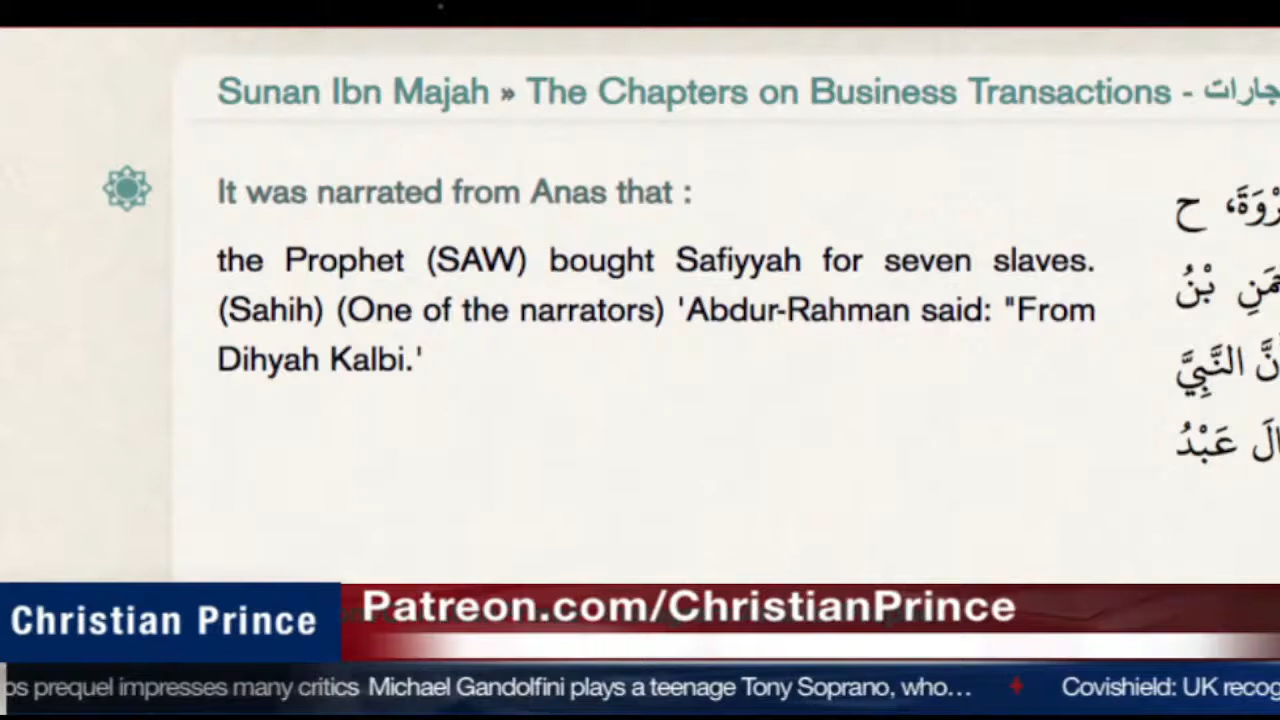 Sunan Ibn Majah » The Chapters on Business Transactions -
It was narrated from Anas that :
the Prophet (SAW) bought Safiyyah for seven slaves.
(Sahih) (One of the narrators) 'Abdur-Rahman said: "From
Dihyah Kalbi.'
ح
بْنُ
النَّبِيَّ
عَبْدُ
Christian Prince
Patreon.com/ChristianPrince
prequel impresses many critics Michael Gandolfini plays a teenage Tony Soprano, who... Covishield: UK